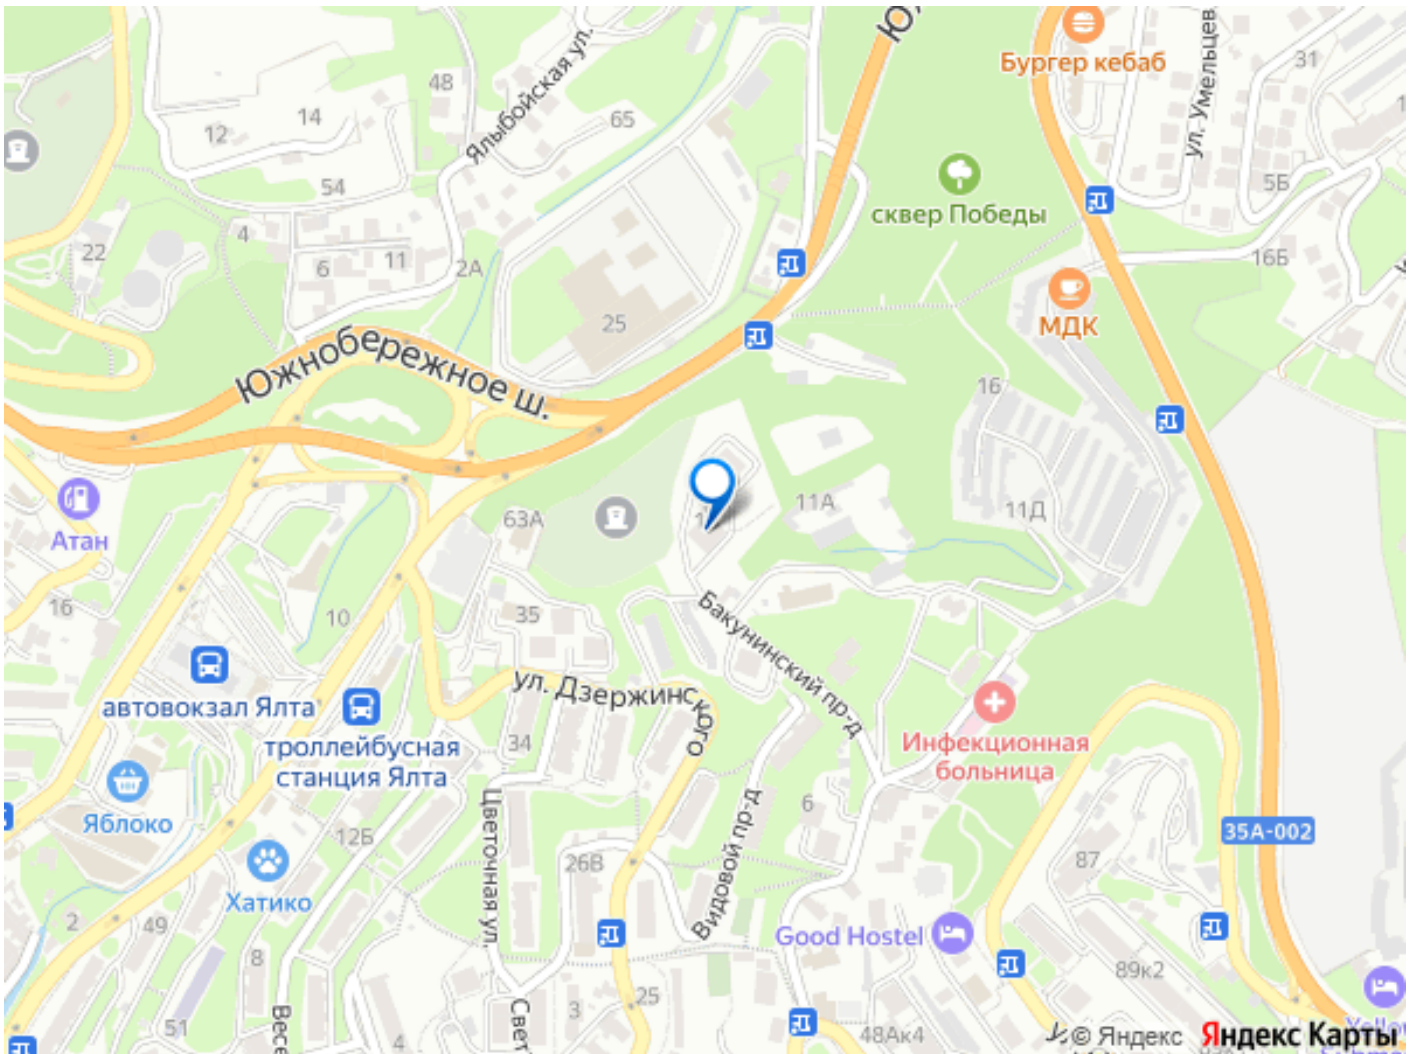 Бургер кебаб
31
ул. Умельцев
48
Ялыбойская ул.
14
12
65
54
5Б
сквер Победы
4
22
6
11
2А
16Б
25
МДК
Южнобережное ш.
16
11А
11Д
63А
Атан
16
10
35
Бакунинский пр-д
автовокзал Ялта
ул. Дзержинского
троллейбусная
станция Ялта
34
Инфекционная
больница
Яблоко
Цветочная ул.
Видовой пр-д
6
12Б
26В
35А-002
87
Хатико
2
49
Good Hostel
8
89к2
25
3
51
4
48Ак4
© Яндекс
Яндекс Карты